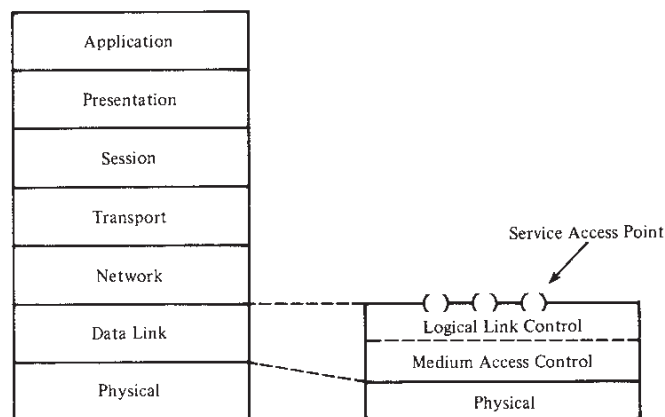 Application
Presentation
Session
Transport
Network
Data Link
Physical
Service Access Point
Logical Link Control
Medium Access Control
Physical